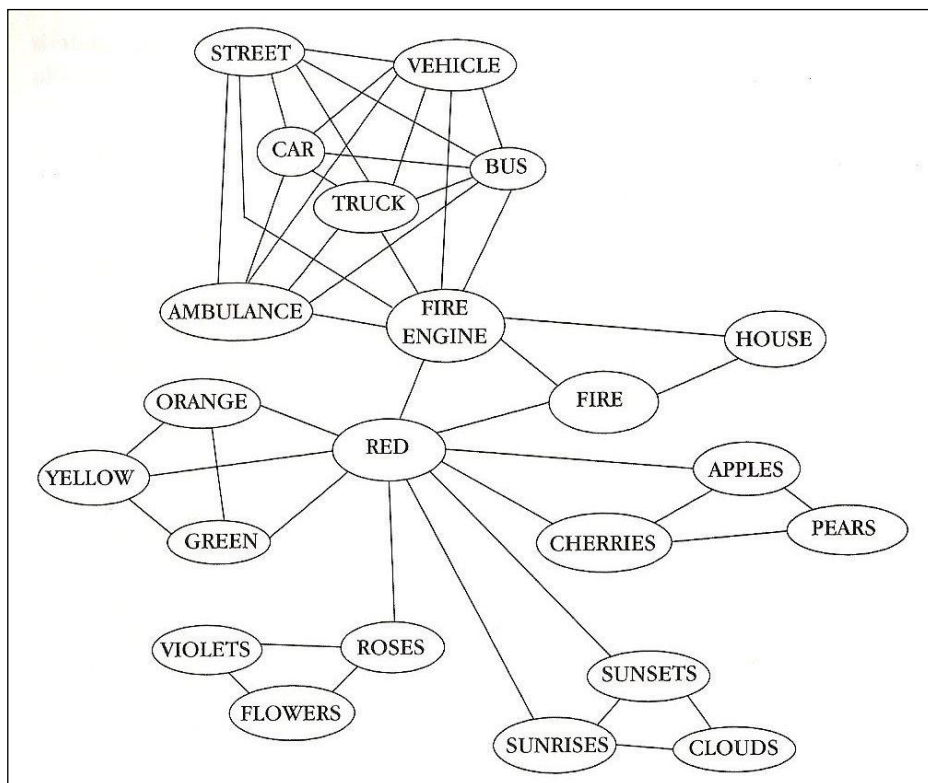 STREET
VEHICLE
CAR
BUS
TRUCK
AMBULANCE
FIRE
ENGINE
HOUSE
ORANGE
FIRE
RED
YELLOW
APPLES
GREEN
CHERRIES
PEARS
VIOLETS
ROSES
FLOWERS
SUNSETS
SUNRISES
CLOUDS